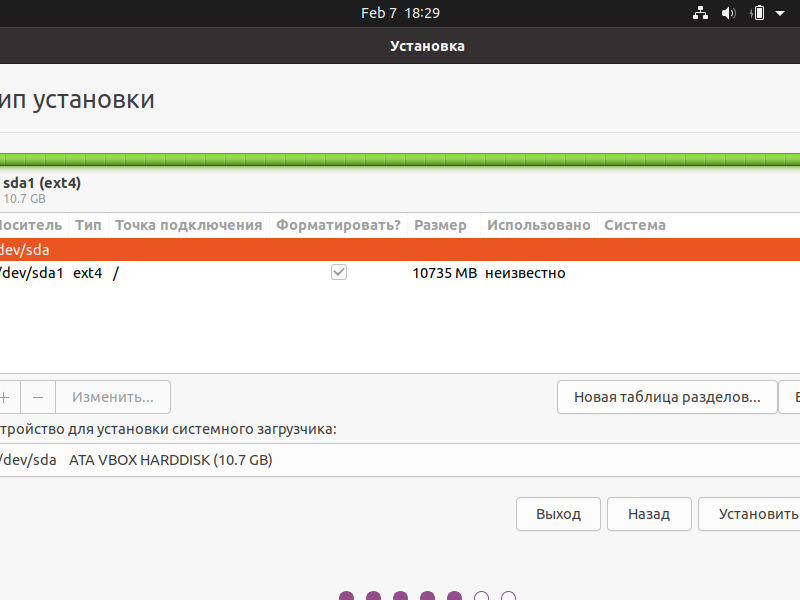 Feb 7 18:29
Установка
ип установки
sda1 (ext4)
10.7 GB
Носитель Тип Точка подключения Форматировать? Размер Использовано Система
dev/sda
/dev/sda1 ext4 / 10735 MB неизвестно
+ − Изменить... Новая таблица разделов...
тройство для установки системного загрузчика:
/dev/sda ATA VBOX HARDDISK (10.7 GB)
Выход Назад Установить